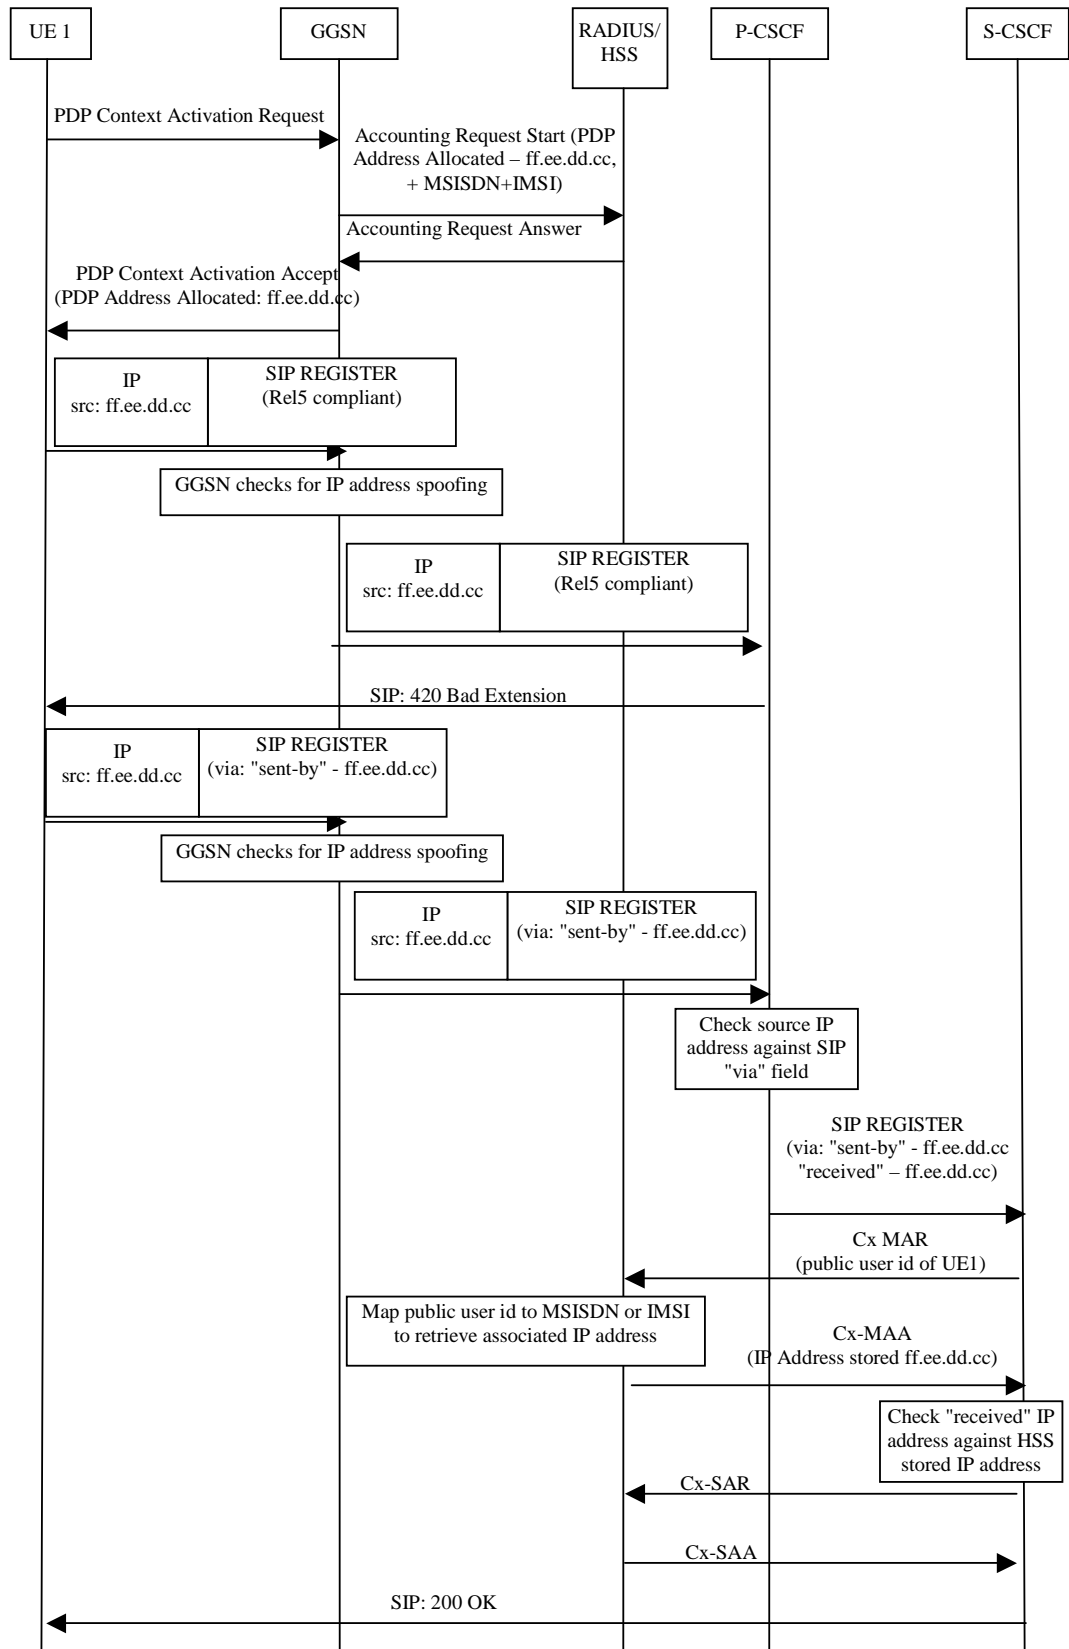 UE 1
GGSN
RADIUS/
HSS
P-CSCF
S-CSCF
PDP Context Activation Request
Accounting Request Start (PDP
Address Allocated – ff.ee.dd.cc,
+ MSISDN+IMSI)
Accounting Request Answer
PDP Context Activation Accept
(PDP Address Allocated: ff.ee.dd.cc)
IP
src: ff.ee.dd.cc
SIP REGISTER
(Rel5 compliant)
GGSN checks for IP address spoofing
IP
src: ff.ee.dd.cc
SIP REGISTER
(Rel5 compliant)
SIP: 420 Bad Extension
IP
src: ff.ee.dd.cc
SIP REGISTER
(via: "sent-by" - ff.ee.dd.cc)
GGSN checks for IP address spoofing
IP
src: ff.ee.dd.cc
SIP REGISTER
(via: "sent-by" - ff.ee.dd.cc)
Check source IP
address against SIP
"via" field
SIP REGISTER
(via: "sent-by" - ff.ee.dd.cc
"received" – ff.ee.dd.cc)
Cx MAR
(public user id of UE1)
Map public user id to MSISDN or IMSI
to retrieve associated IP address
Cx-MAA
(IP Address stored ff.ee.dd.cc)
Check "received" IP
address against HSS
stored IP address
Cx-SAR
Cx-SAA
SIP: 200 OK